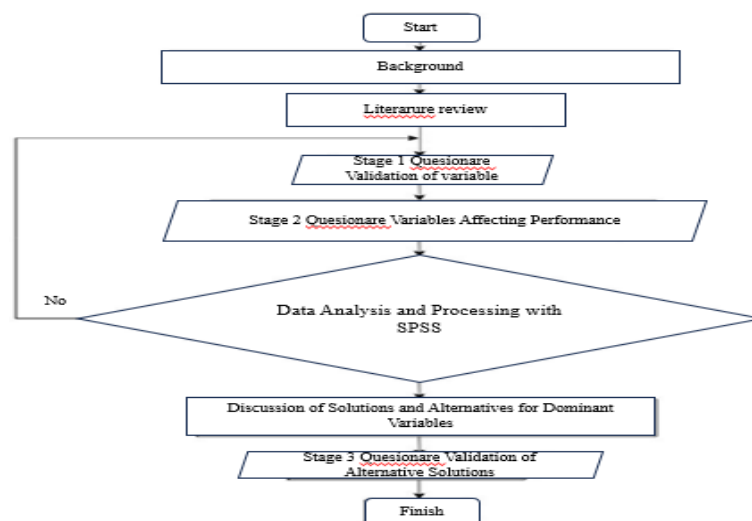 Start
Background
Literarure review
Stage 1 Quesionare
Validation of variable
Stage 2 Quesionare Variables Affecting Performance
No
Data Analysis and Processing with
SPSS
Discussion of Solutions and Alternatives for Dominant
Variables
Stage 3 Quesionare Validation of
Alternative Solutions
Finish